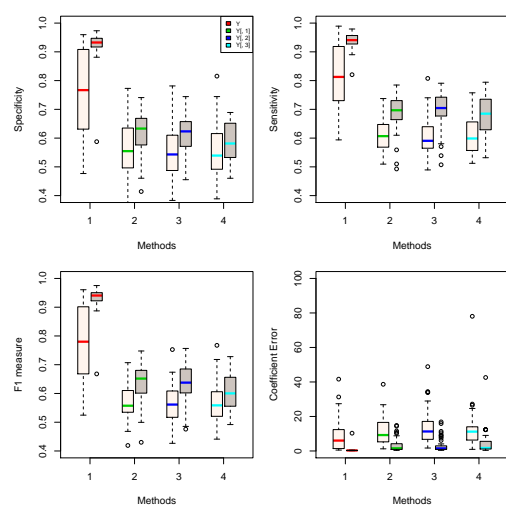 Specificity
1.0
0.9
0.8
0.7
0.6
0.5
0.4
1 2 3 4
Methods
Y
Y[, 1]
Y[, 2]
Y[, 3]
Sensitivity
1.0
0.9
0.8
0.7
0.6
0.5
0.4
1 2 3 4
Methods
F1 measure
1.0
0.9
0.8
0.7
0.6
0.5
0.4
1 2 3 4
Methods
Coefficient Error
100
80
60
40
20
0
1 2 3 4
Methods